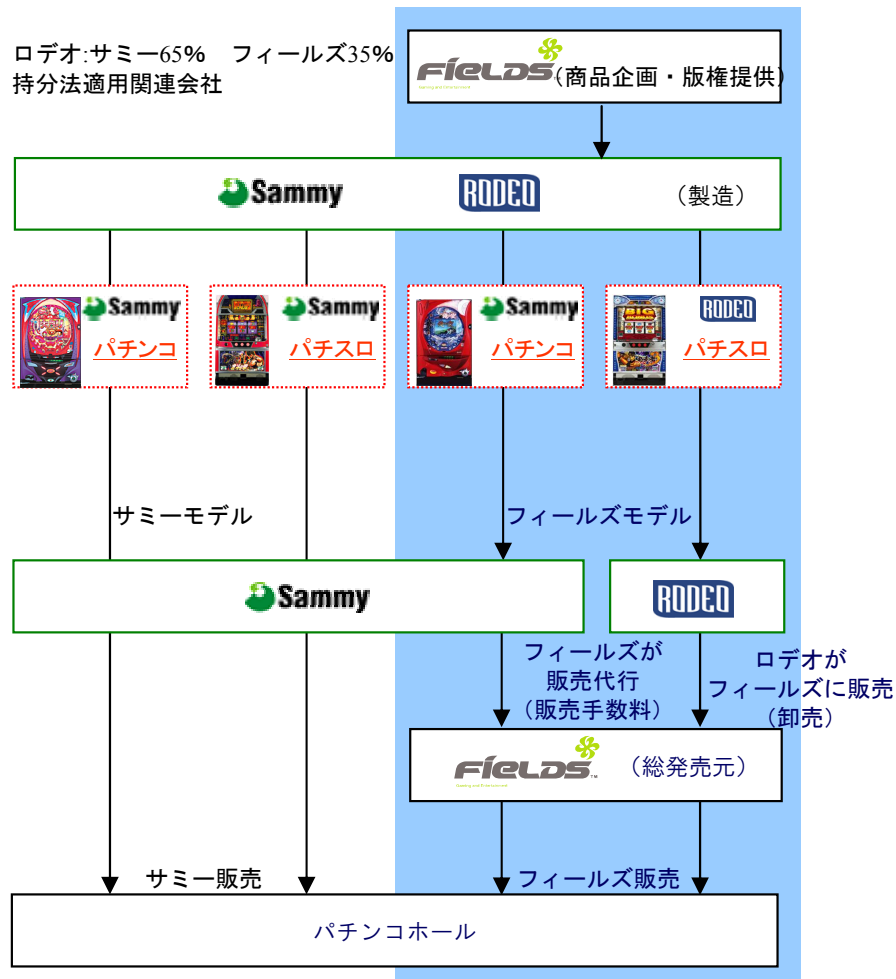 ロデオ:サミー65%　フィールズ35%
持分法適用関連会社
FIELDS（商品企画・版権提供）
Sammy RODEO （製造）
Sammy
パチンコ
Sammy
パチスロ
Sammy
パチンコ
RODEO
パチスロ
サミーモデル
フィールズモデル
Sammy
RODEO
フィールズが
販売代行
（販売手数料）
ロデオが
フィールズに販売
（卸売）
FIELDS™ （総発売元）
サミー販売
フィールズ販売
パチンコホール